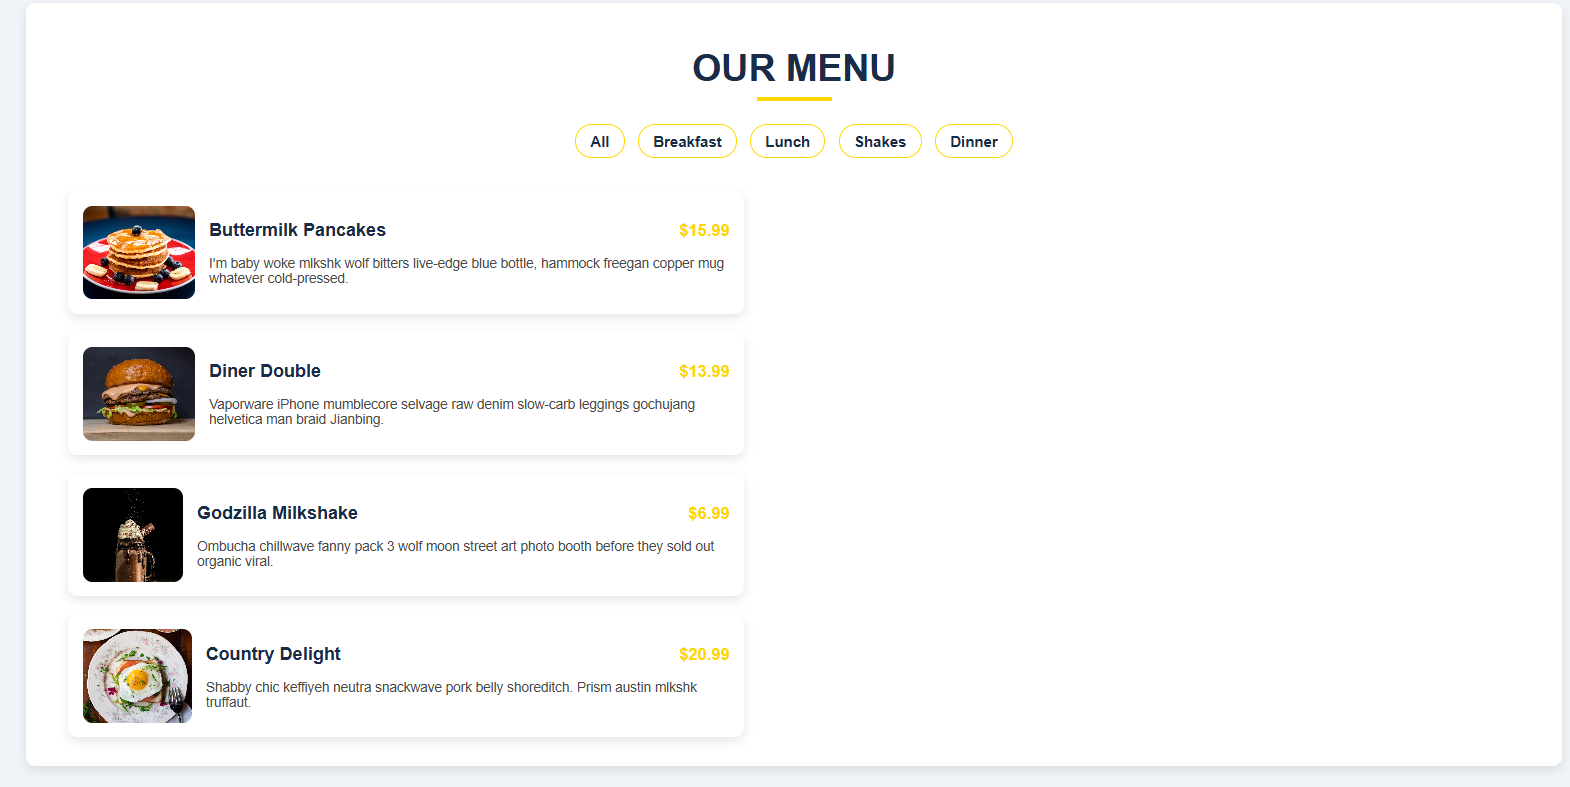 OUR MENU
All
Breakfast
Lunch
Shakes
Dinner
Buttermilk Pancakes
$15.99
I'm baby woke mlkshk wolf bitters live-edge blue bottle, hammock freegan copper mug
whatever cold-pressed.
Diner Double
$13.99
Vaporware iPhone mumblecore selvage raw denim slow-carb leggings gochujang
helvetica man braid Jianbing.
Godzilla Milkshake
$6.99
Ombucha chillwave fanny pack 3 wolf moon street art photo booth before they sold out
organic viral.
Country Delight
$20.99
Shabby chic keffiyeh neutra snackwave pork belly shoreditch. Prism austin mlkshk
truffaut.